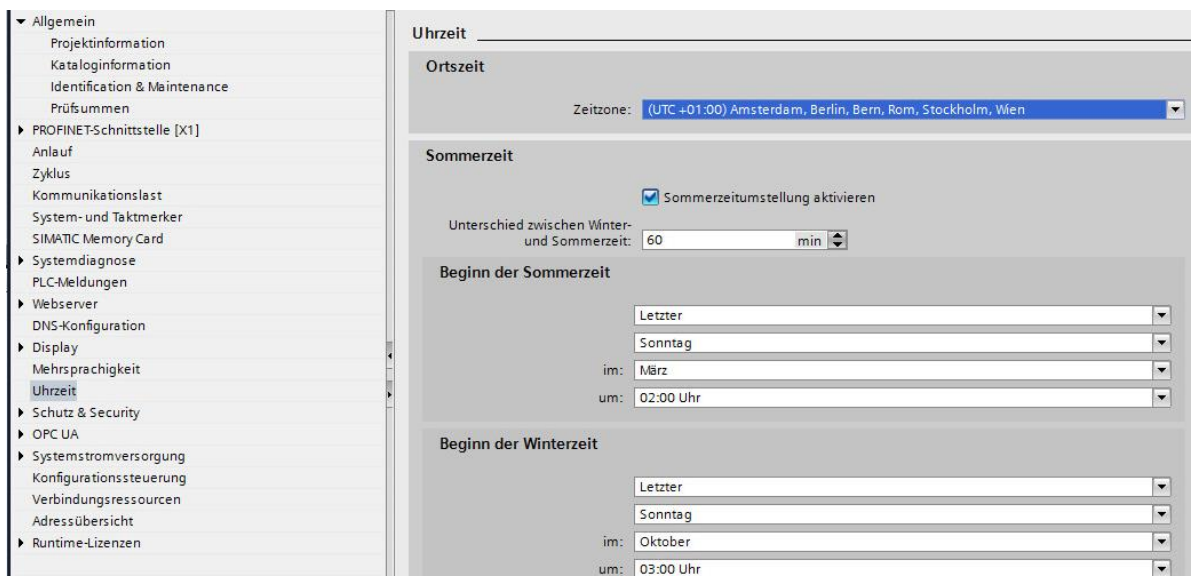 Allgemein
Projektinformation
Kataloginformation
Identification & Maintenance
Prüfsummen
PROFINET-Schnittstelle [X1]
Anlauf
Zyklus
Kommunikationslast
System- und Taktmerker
SIMATIC Memory Card
Systemdiagnose
PLC-Meldungen
Webserver
DNS-Konfiguration
Display
Mehrsprachigkeit
Uhrzeit
Schutz & Security
OPC UA
Systemstromversorgung
Konfigurationssteuerung
Verbindungsressourcen
Adressübersicht
Runtime-Lizenzen
Uhrzeit
Ortszeit
Zeitzone: (UTC +01:00) Amsterdam, Berlin, Bern, Rom, Stockholm, Wien
Sommerzeit
Sommerzeitumstellung aktivieren
Unterschied zwischen Winter-
und Sommerzeit: 60 min
Beginn der Sommerzeit
Letzter
Sonntag
im: März
um: 02:00 Uhr
Beginn der Winterzeit
Letzter
Sonntag
im: Oktober
um: 03:00 Uhr